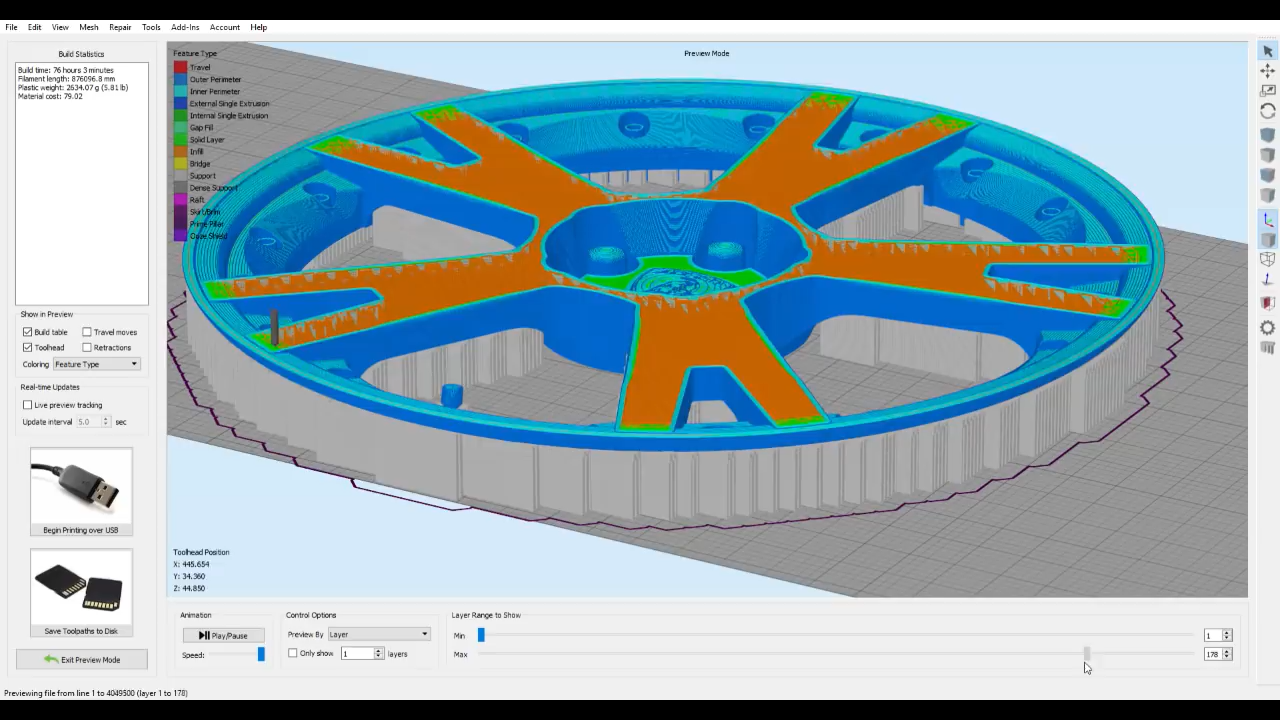 File Edit View Mesh Repair Tools Add-Ins Account Help
Build Statistics
Build time: 76 hours 3 minutes
Filament length: 876096.8 mm
Plastic weight: 2634.07 g (5.81 lb)
Material cost: 79.02
Show in Preview
Build table
Travel moves
Toolhead
Retractions
Coloring Feature Type
Real-time Updates
Live preview tracking
Update interval 5.0 sec
Begin Printing over USB
Save Toolpaths to Disk
Exit Preview Mode
Preview Mode
Feature Type
Travel
Outer Perimeter
Inner Perimeter
External Single Extrusion
Internal Single Extrusion
Gap Fill
Solid Layer
Infill
Bridge
Support
Dense Support
Raft
Skirt/Brim
Prime Pillar
Ooze Shield
Toolhead Position
X: 445.654
Y: 34.360
Z: 44.850
Animation
Play/Pause
Speed:
Control Options
Preview By Layer
Only show 1 layers
Layer Range to Show
Min 1
Max 178
Previewing file from line 1 to 4049500 (layer 1 to 178)